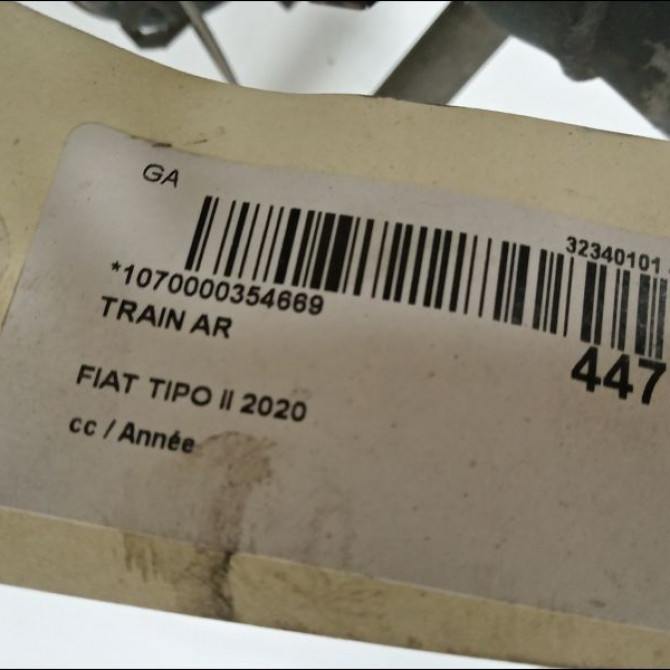 GA
32340101
*1070000354669
TRAIN AR
447
FIAT TIPO II 2020
cc / Année